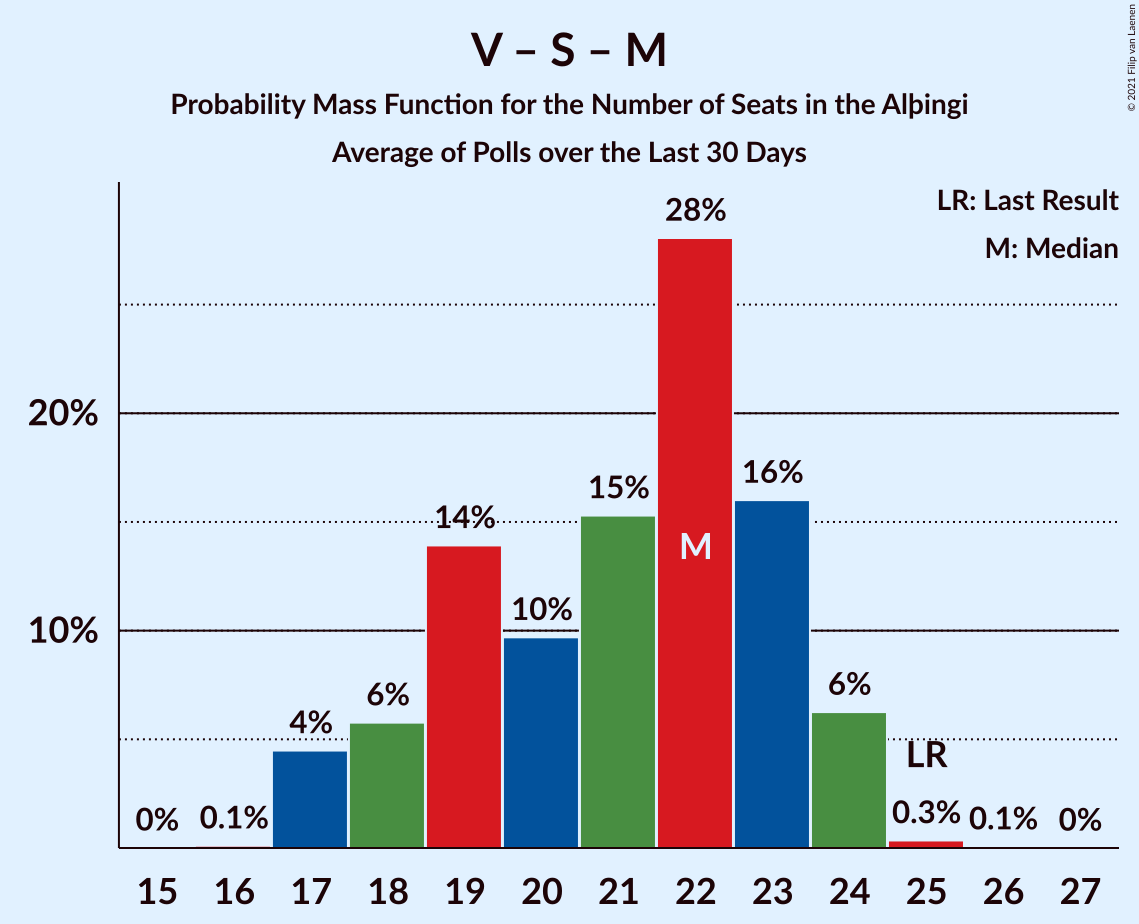 V – S – M
Probability Mass Function for the Number of Seats in the Alþingi
Average of Polls over the Last 30 Days
© 2021 Filip van Laenen
LR: Last Result
M: Median
28%
20%
16%
15%
14%
M
10%
10%
6%
6%
4%
LR
0%
0.1%
0.3%
0.1%
0%
15 16 17 18 19 20 21 22 23 24 25 26 27